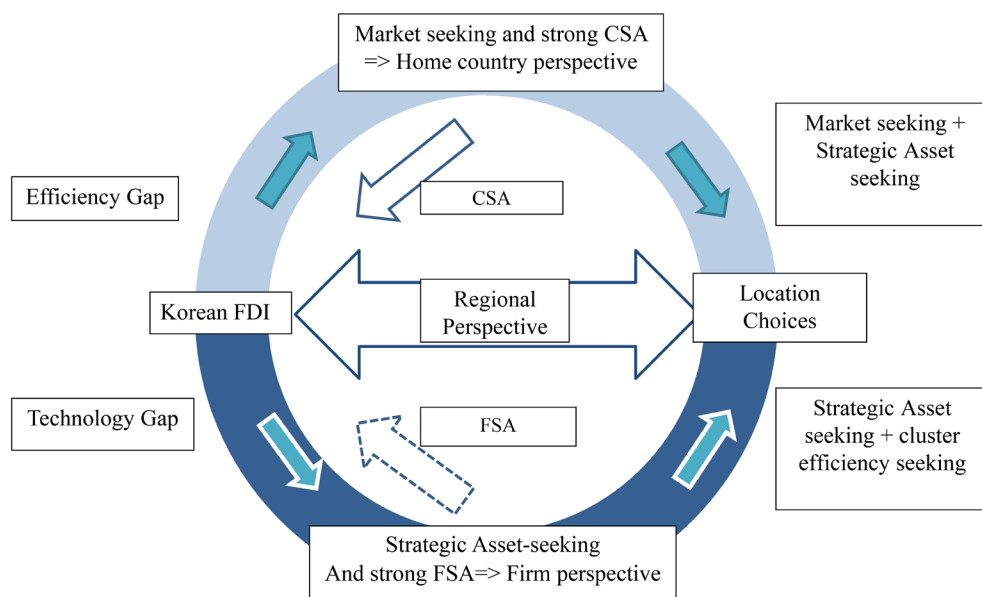 Market seeking and strong CSA
=> Home country perspective
Market seeking +
Strategic Asset
seeking
Efficiency Gap
CSA
Korean FDI
Regional
Perspective
Location
Choices
Technology Gap
FSA
Strategic Asset
seeking + cluster
efficiency seeking
Strategic Asset-seeking
And strong FSA=> Firm perspective